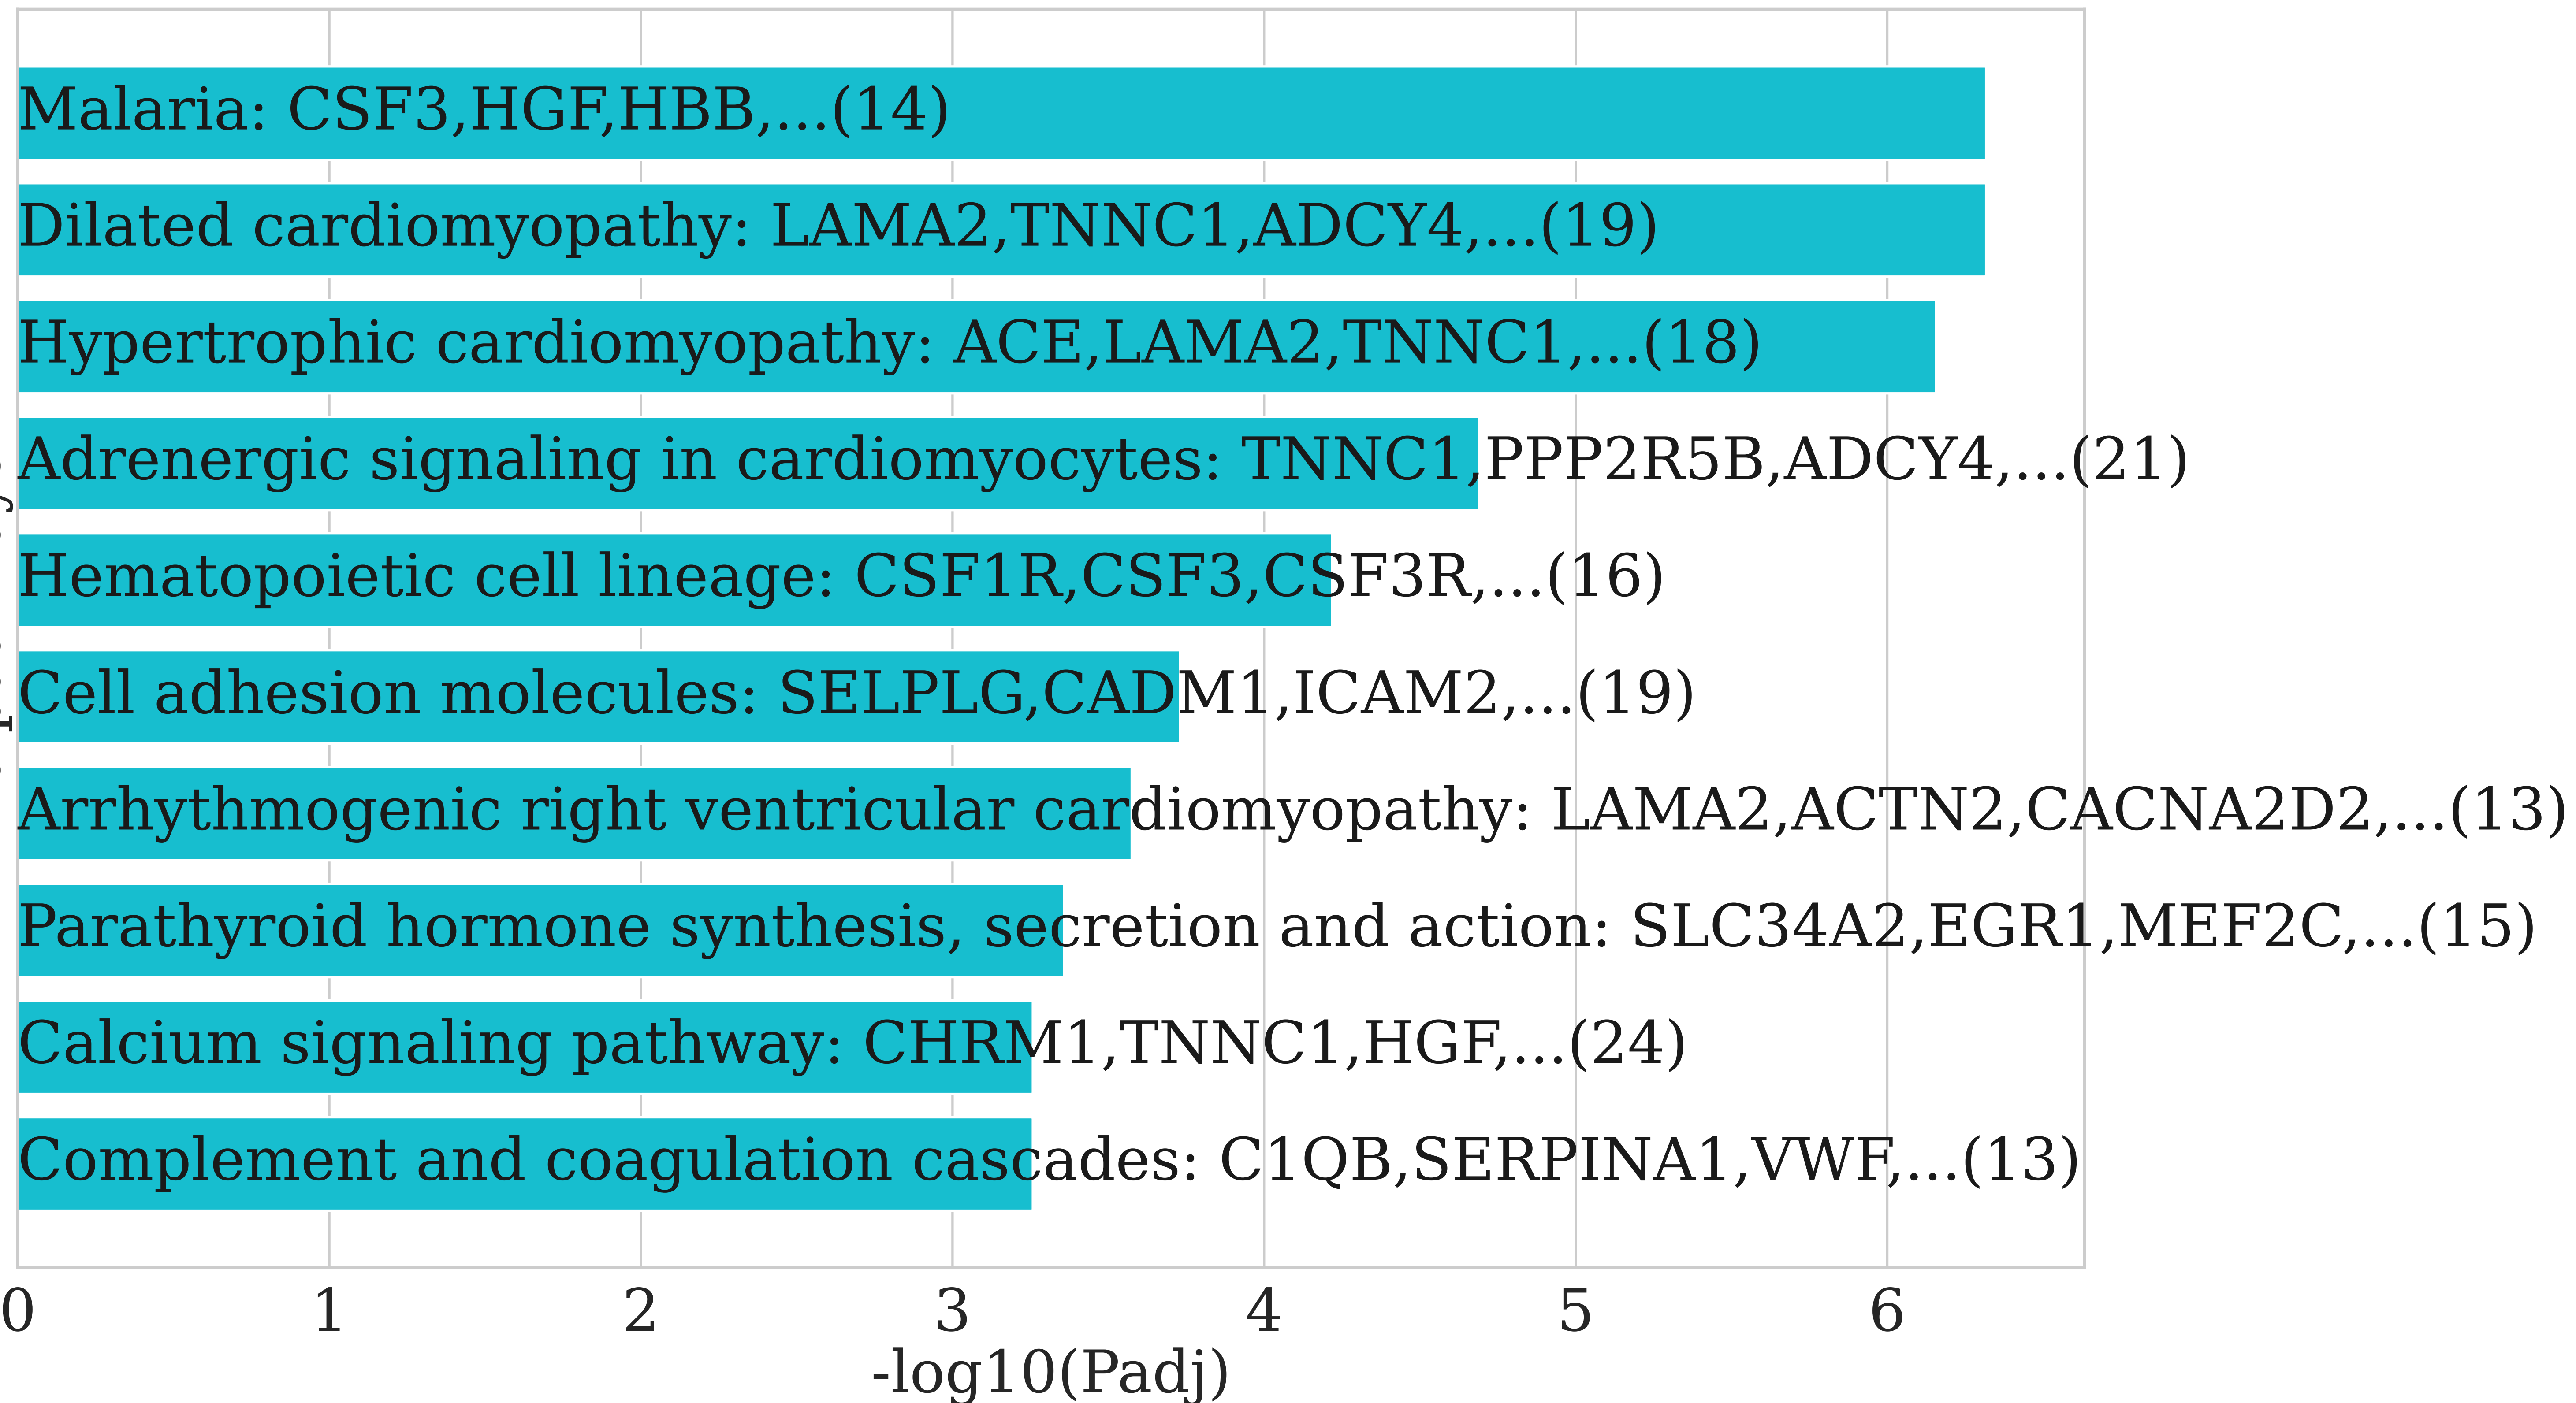 Malaria: CSF3,HGF,HBB,...(14)
Dilated cardiomyopathy: LAMA2,TNNC1,ADCY4,...(19)
Hypertrophic cardiomyopathy: ACE,LAMA2,TNNC1,...(18)
Adrenergic signaling in cardiomyocytes: TNNC1,PPP2R5B,ADCY4,...(21)
Hematopoietic cell lineage: CSF1R,CSF3,CSF3R,...(16)
Cell adhesion molecules: SELPLG,CADM1,ICAM2,...(19)
Arrhythmogenic right ventricular cardiomyopathy: LAMA2,ACTN2,CACNA2D2,...(13)
Parathyroid hormone synthesis, secretion and action: SLC34A2,EGR1,MEF2C,...(15)
Calcium signaling pathway: CHRM1,TNNC1,HGF,...(24)
Complement and coagulation cascades: C1QB,SERPINA1,VWF,...(13)
0 1 2 3 4 5 6
-log10(Padj)